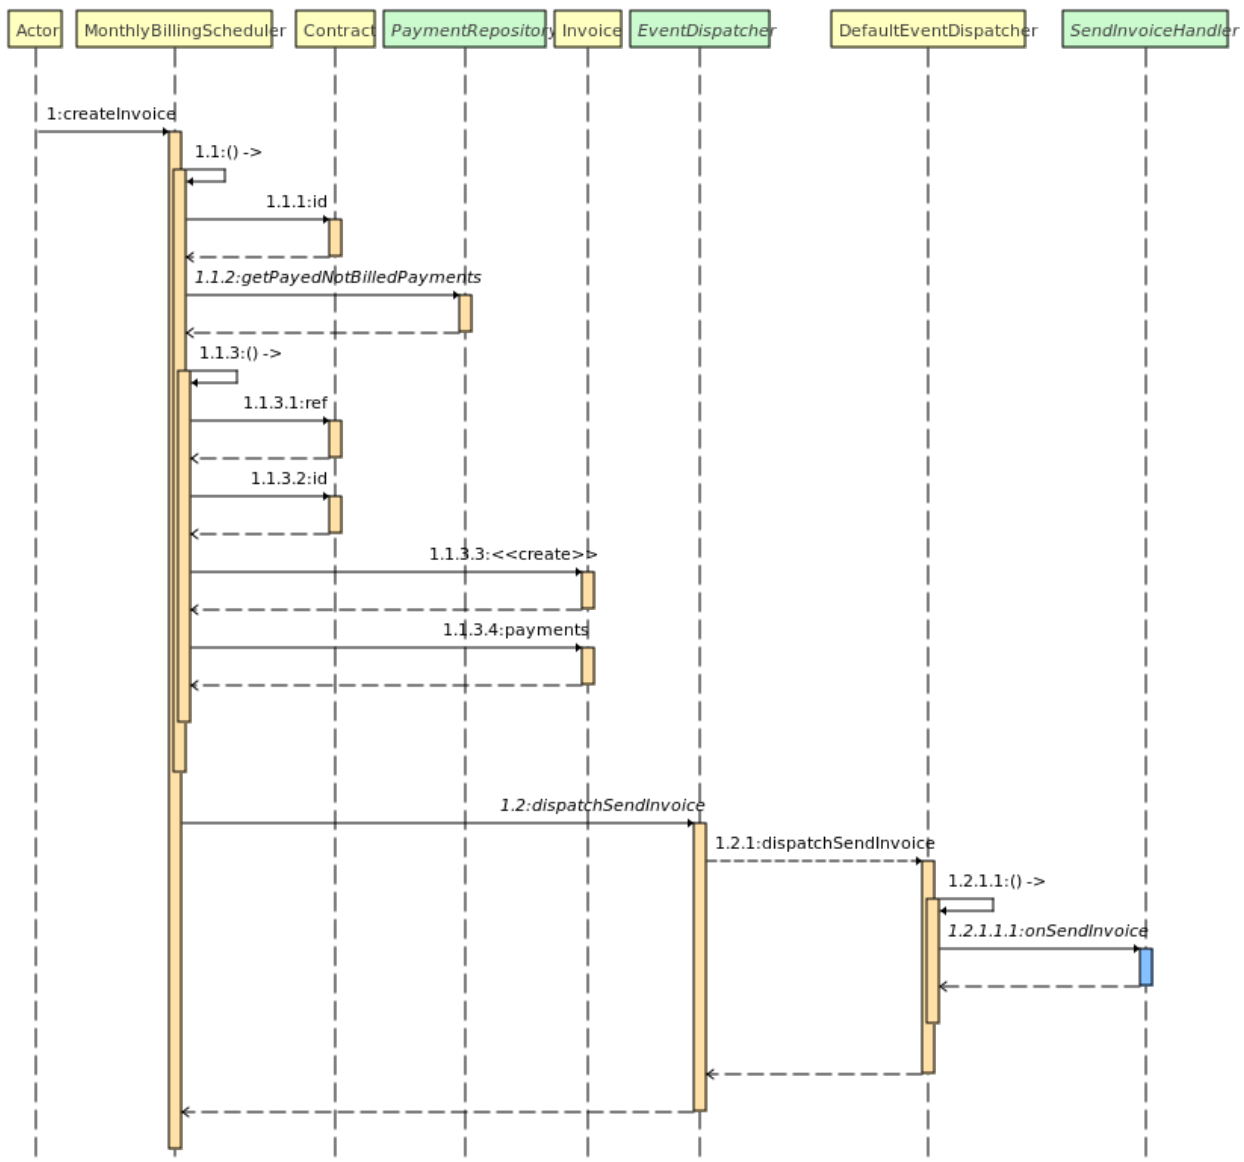 Actor
MonthlyBillingScheduler
Contract
PaymentRepository
Invoice
EventDispatcher
DefaultEventDispatcher
SendInvoiceHandler
1:createInvoice
1.1:() ->
1.1.1:id
1.1.2:getPayedNotBilledPayments
1.1.3:() ->
1.1.3.1:ref
1.1.3.2:id
1.1.3.3:<<create>>
1.1.3.4:payments
1.2:dispatchSendInvoice
1.2.1:dispatchSendInvoice
1.2.1.1:() ->
1.2.1.1.1:onSendInvoice